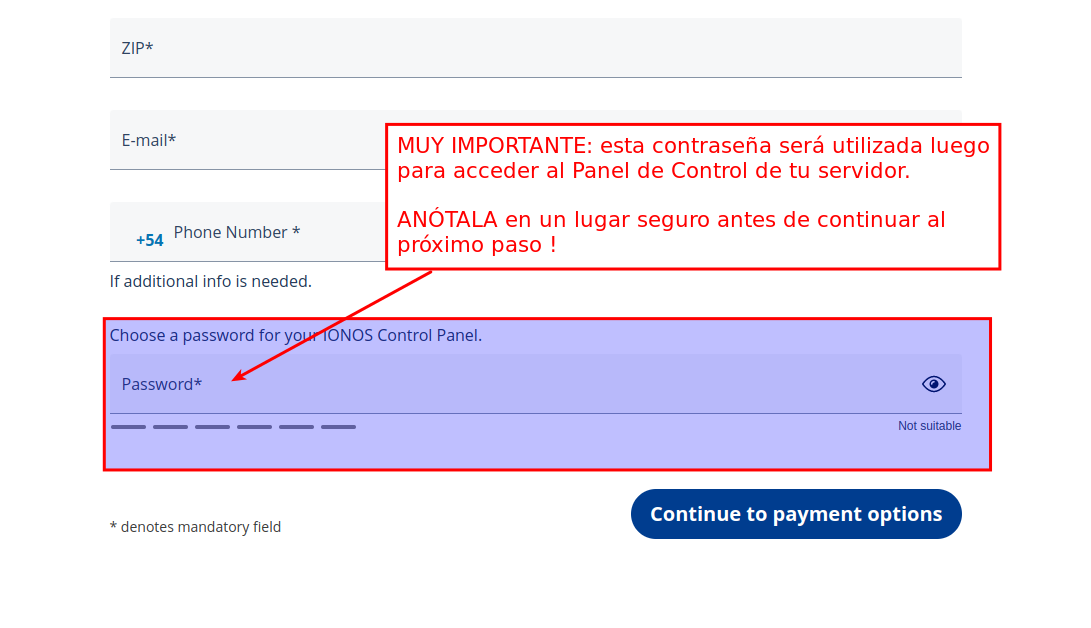 ZIP*
E-mail*
MUY IMPORTANTE: esta contraseña será utilizada luego
para acceder al Panel de Control de tu servidor.
ANÓTALA en un lugar seguro antes de continuar al
próximo paso !
+54 Phone Number *
If additional info is needed.
Choose a password for your IONOS Control Panel.
Password*
Not suitable
* denotes mandatory field
Continue to payment options